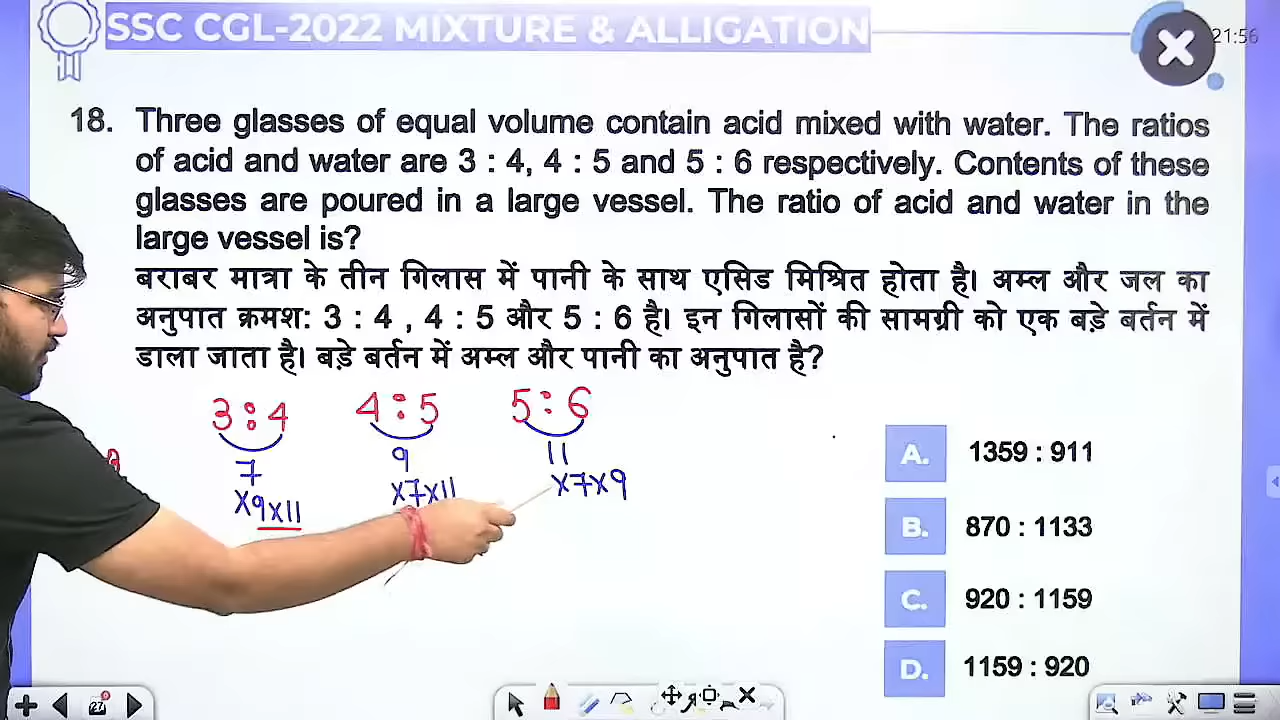 SSC CGL-2022 MIXTURE & ALLIGATION
21:56
18. Three glasses of equal volume contain acid mixed with water. The ratios
of acid and water are 3 : 4, 4 : 5 and 5 : 6 respectively. Contents of these
glasses are poured in a large vessel. The ratio of acid and water in the
large vessel is?
बराबर मात्रा के तीन गिलास में पानी के साथ एसिड मिश्रित होता है। अम्ल और जल का
अनुपात क्रमश: 3 : 4 , 4 : 5 और 5 : 6 है। इन गिलासों की सामग्री को एक बड़े बर्तन में
डाला जाता है। बड़े बर्तन में अम्ल और पानी का अनुपात है?
3:4 4:5 5:6
7 9 11
x9x11 x7x11 x7x9
A. 1359 : 911
B. 870 : 1133
C. 920 : 1159
D. 1159 : 920
27